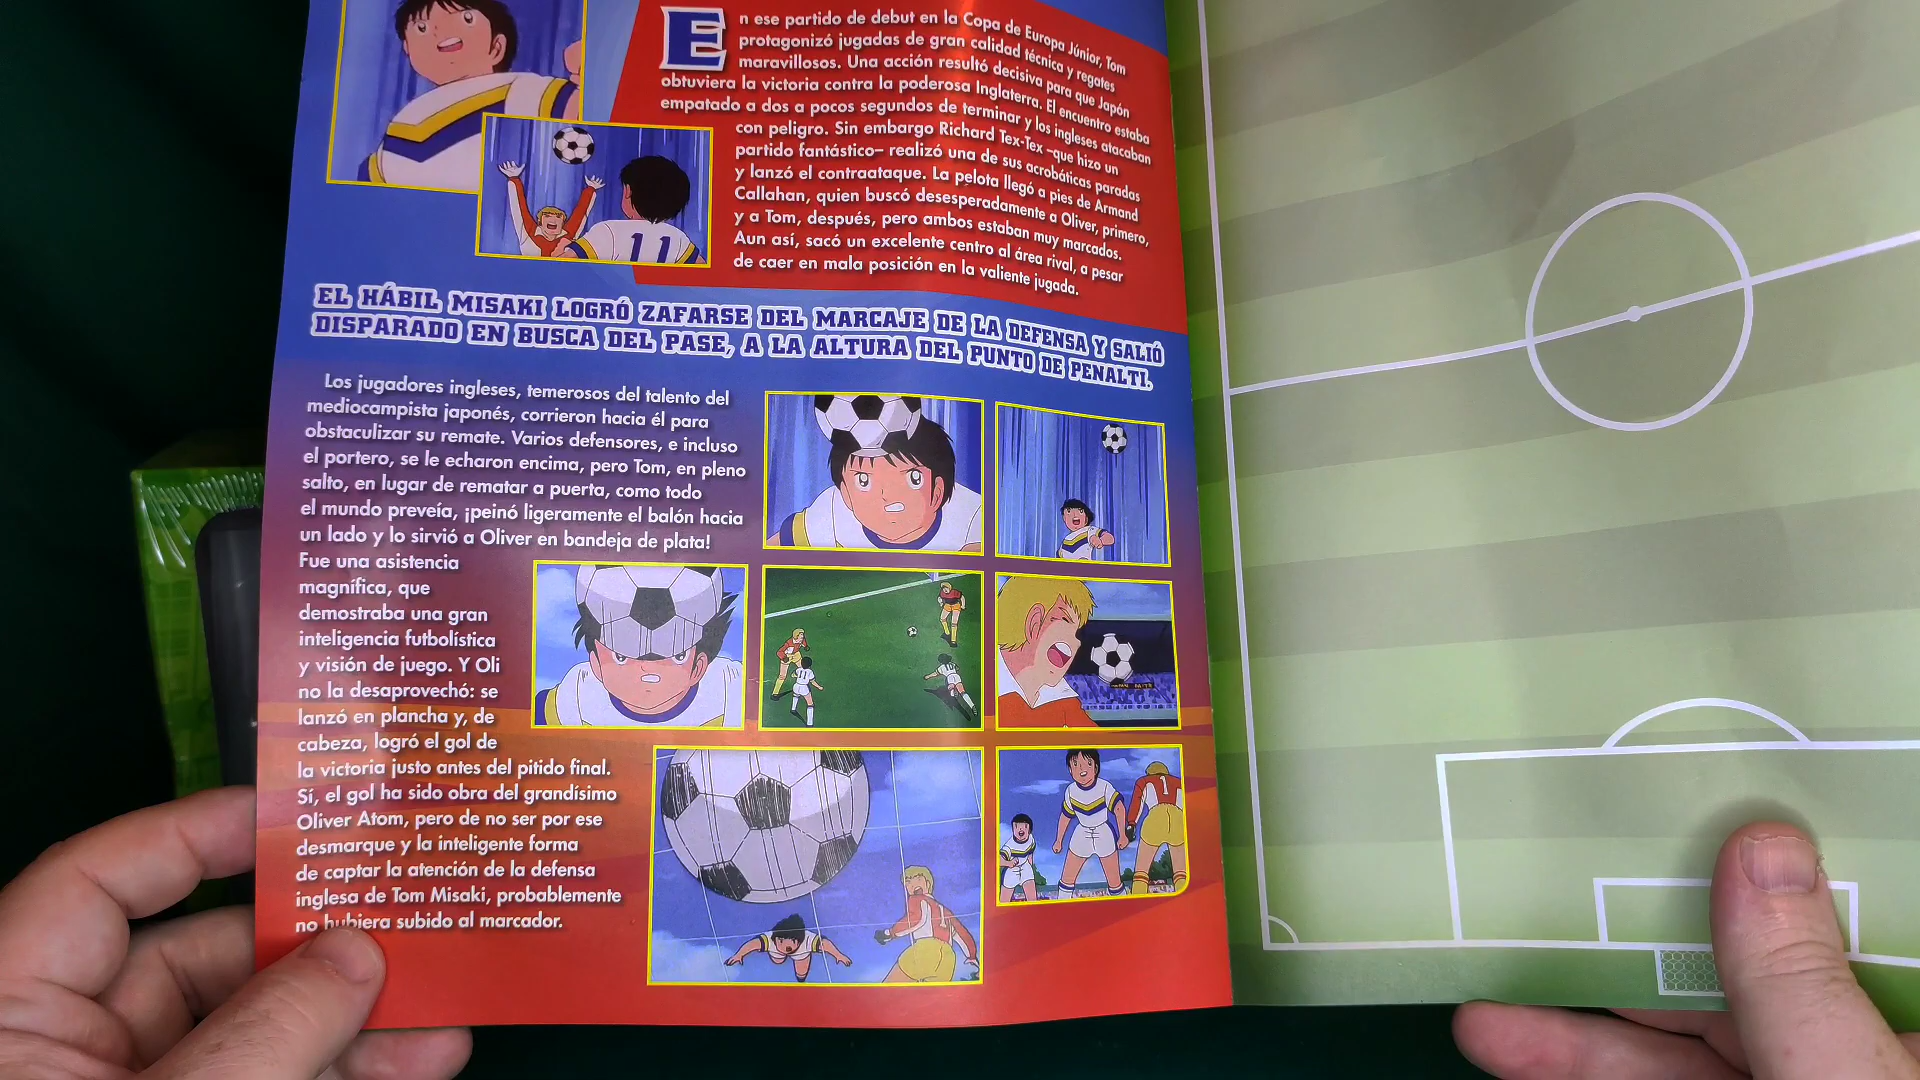 En ese partido de debut en la Copa de Europa Júnior, Tom
protagonizó jugadas de gran calidad técnica y regates
maravillosos. Una acción resultó decisiva para que Japón
obtuviera la victoria contra la poderosa Inglaterra. El encuentro estaba
empatado a dos a pocos segundos de terminar y los ingleses atacaban
con peligro. Sin embargo Richard Tex-Tex –que hizo un
partido fantástico– realizó una de sus acrobáticas paradas
y lanzó el contraataque. La pelota llegó a pies de Armand
Callahan, quien buscó desesperadamente a Oliver, primero,
y a Tom, después, pero ambos estaban muy marcados.
Aun así, sacó un excelente centro al área rival, a pesar
de caer en mala posición en la valiente jugada.
11
EL HÁBIL MISAKI LOGRÓ ZAFARSE DEL MARCAJE DE LA DEFENSA Y SALIÓ
DISPARADO EN BUSCA DEL PASE, A LA ALTURA DEL PUNTO DE PENALTI.
Los jugadores ingleses, temerosos del talento del
mediocampista japonés, corrieron hacia él para
obstaculizar su remate. Varios defensores, e incluso
el portero, se le echaron encima, pero Tom, en pleno
salto, en lugar de rematar a puerta, como todo
el mundo preveía, ¡peinó ligeramente el balón hacia
un lado y lo sirvió a Oliver en bandeja de plata!
Fue una asistencia
magnífica, que
demostraba una gran
inteligencia futbolística
y visión de juego. Y Oli
no la desaprovechó: se
lanzó en plancha y, de
cabeza, logró el gol de
la victoria justo antes del pitido final.
Sí, el gol ha sido obra del grandísimo
Oliver Atom, pero de no ser por ese
desmarque y la inteligente forma
de captar la atención de la defensa
inglesa de Tom Misaki, probablemente
no hubiera subido al marcador.
11
1
1